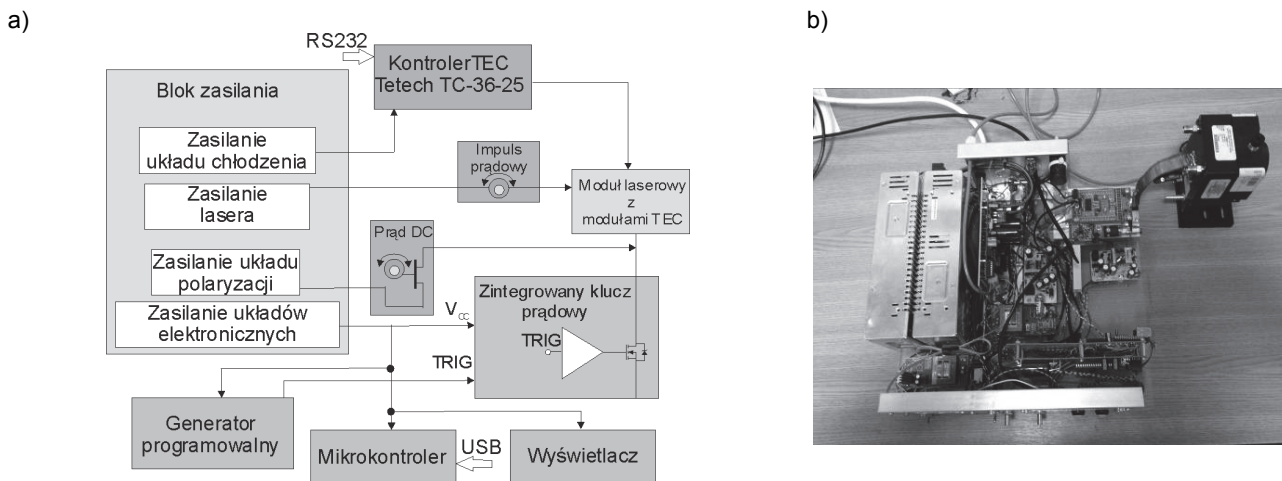 a)
b)
RS232
KontrolerTEC
Tetech TC-36-25
Blok zasilania
Zasilanie
układu chłodzenia
Impuls
prądowy
Zasilanie
lasera
Moduł laserowy
z
modułami TEC
Prąd DC
Zasilanie układu
polaryzacji
Zintegrowany klucz
prądowy
Zasilanie układów
elektronicznych
Vcc
TRIG
TRIG
Generator
programowalny
Mikrokontroler
USB
Wyświetlacz